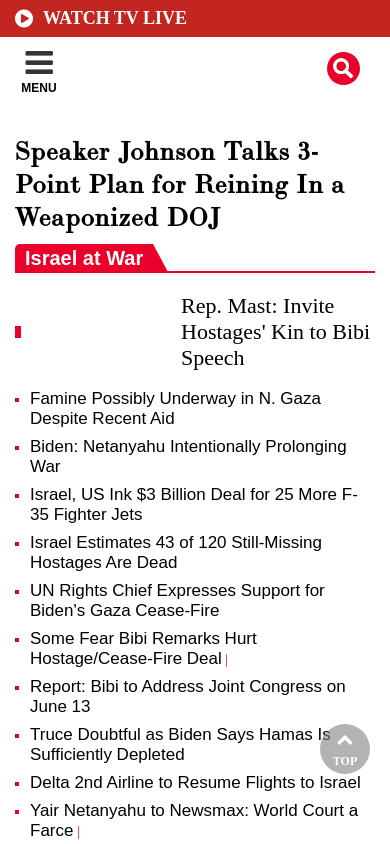 WATCH TV LIVE
MENU
Speaker Johnson Talks 3-
Point Plan for Reining In a
Weaponized DOJ
Israel at War
Rep. Mast: Invite
Hostages' Kin to Bibi
Speech
Famine Possibly Underway in N. Gaza
Despite Recent Aid
Biden: Netanyahu Intentionally Prolonging
War
Israel, US Ink $3 Billion Deal for 25 More F-
35 Fighter Jets
Israel Estimates 43 of 120 Still-Missing
Hostages Are Dead
UN Rights Chief Expresses Support for
Biden's Gaza Cease-Fire
Some Fear Bibi Remarks Hurt
Hostage/Cease-Fire Deal |
Report: Bibi to Address Joint Congress on
June 13
Truce Doubtful as Biden Says Hamas Is
Sufficiently Depleted
TOP
Delta 2nd Airline to Resume Flights to Israel
Yair Netanyahu to Newsmax: World Court a
Farce |